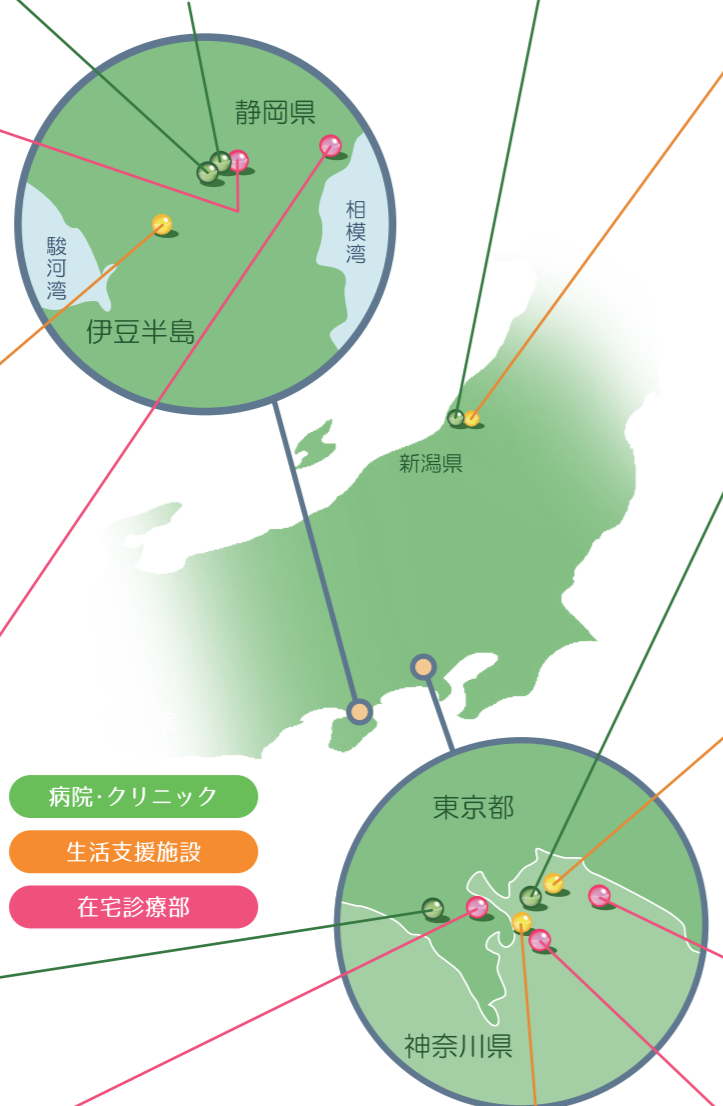 静岡県
相模湾
駿河湾
伊豆半島
新潟県
病院・クリニック
生活支援施設
在宅診療部
東京都
神奈川県